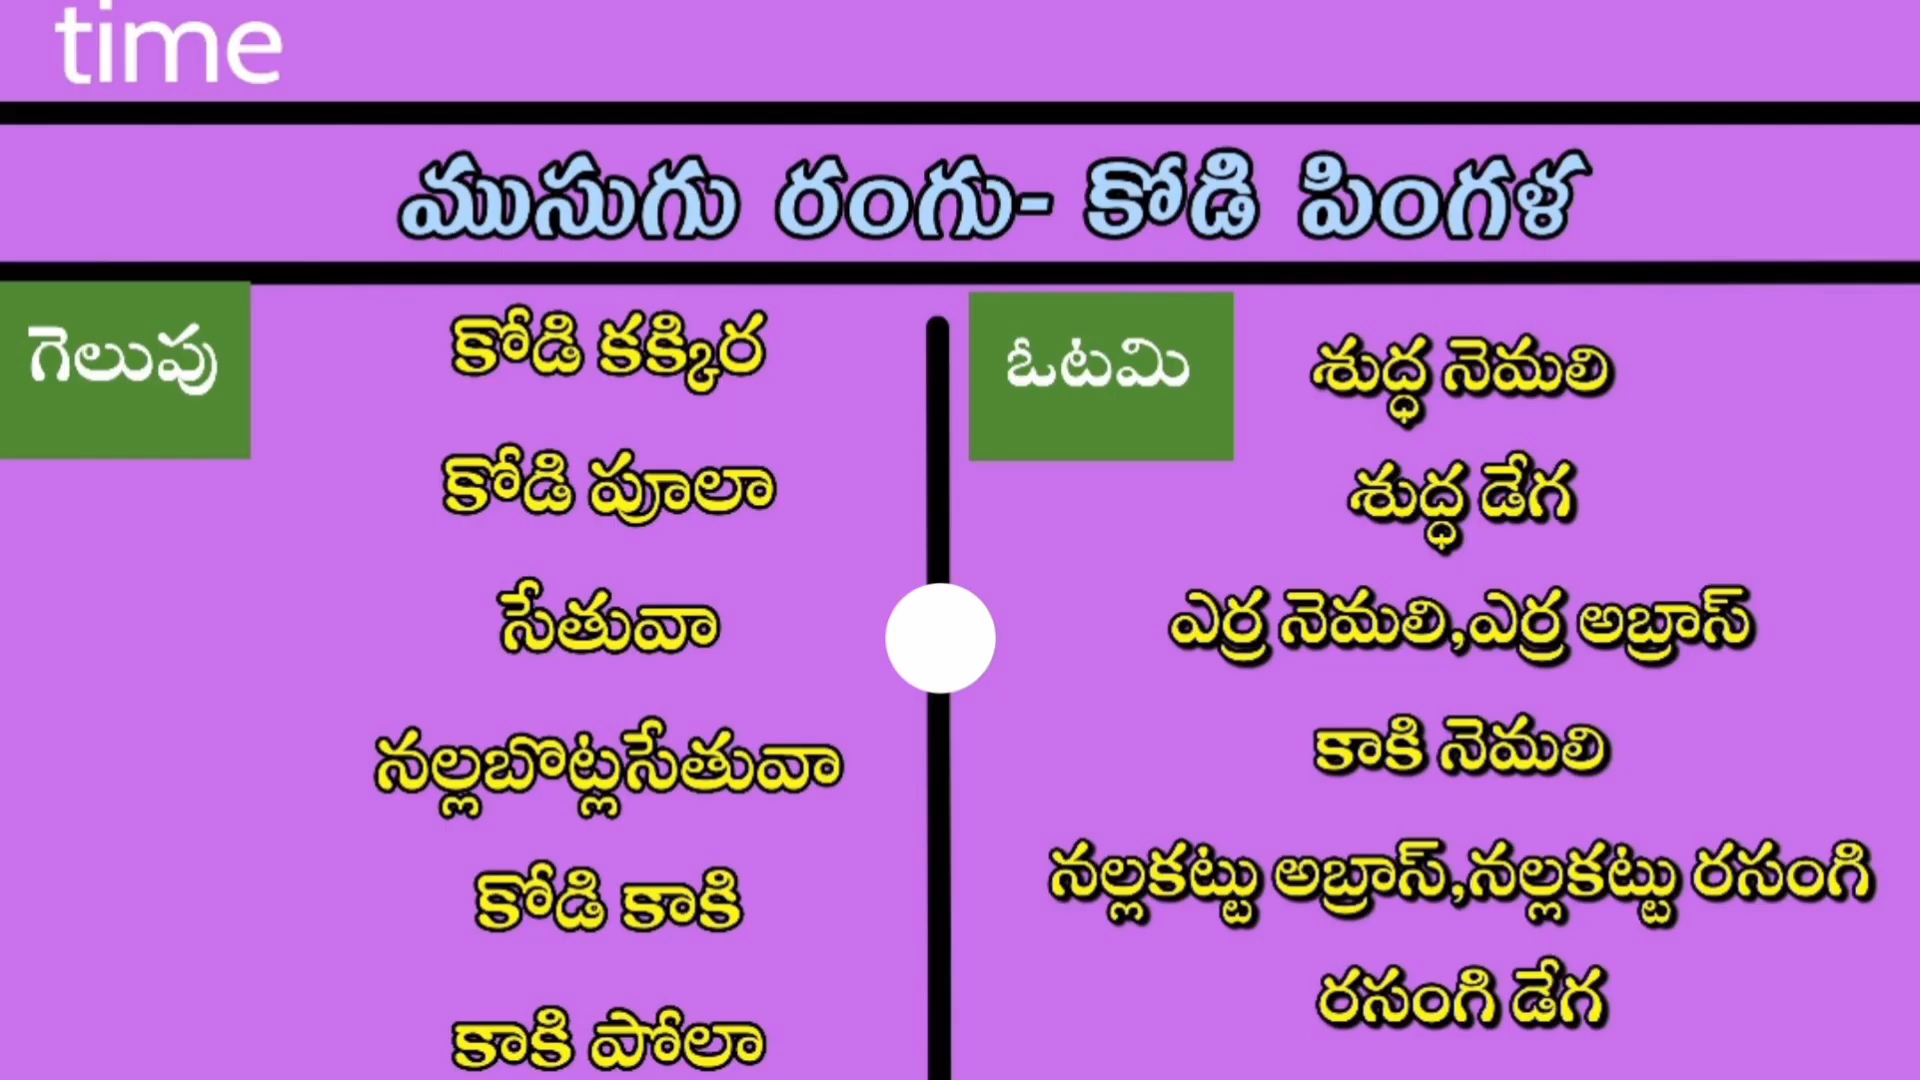 time
ముసుగు రంగు- కోడి పింగళ
గెలుపు
కోడి కక్కిర
కోడి పూలా
సేతువా
నల్లబొట్లసేతువా
కోడి కాకి
కాకి పోలా
ఓటమి
శుద్ధ నెమలి
శుద్ధ డేగ
ఎర్ర నెమలి,ఎర్ర అబ్రాస్
కాకి నెమలి
నల్లకట్టు అబ్రాస్,నల్లకట్టు రసంగి
రసంగి డేగ